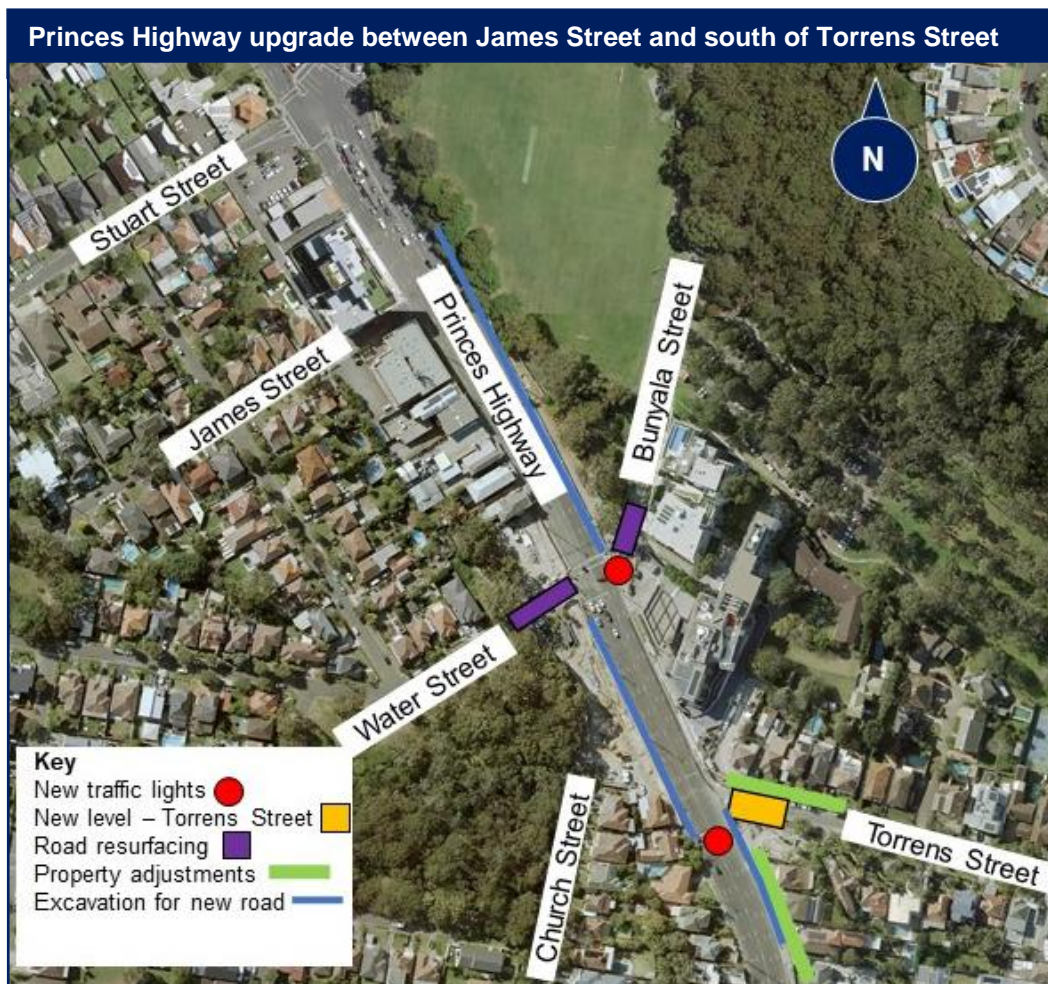 Princes Highway upgrade between James Street and south of Torrens Street
N
Stuart Street
James Street
Princes Highway
Bunyala Street
Water Street
Church Street
Torrens Street
Key
New traffic lights
New level – Torrens Street
Road resurfacing
Property adjustments
Excavation for new road